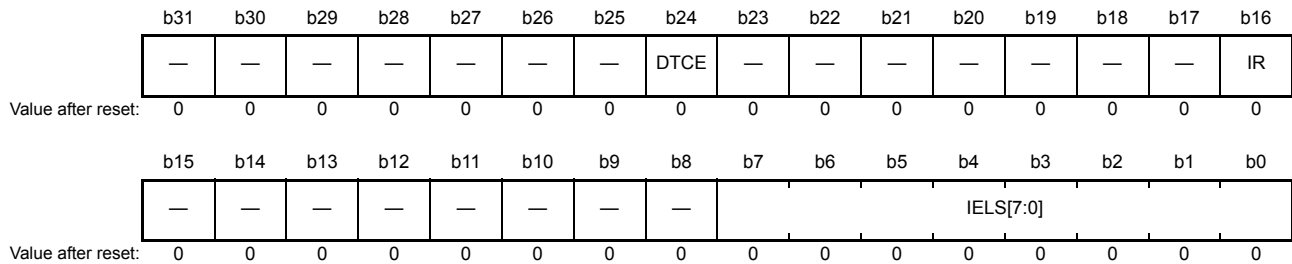 b31 b30 b29 b28 b27 b26 b25 b24 b23 b22 b21 b20 b19 b18 b17 b16
— — — — — — — DTCE — — — — — — — IR
Value after reset: 0 0 0 0 0 0 0 0 0 0 0 0 0 0 0 0
b15 b14 b13 b12 b11 b10 b9 b8 b7 b6 b5 b4 b3 b2 b1 b0
— — — — — — — — IELS[7:0]
Value after reset: 0 0 0 0 0 0 0 0 0 0 0 0 0 0 0 0